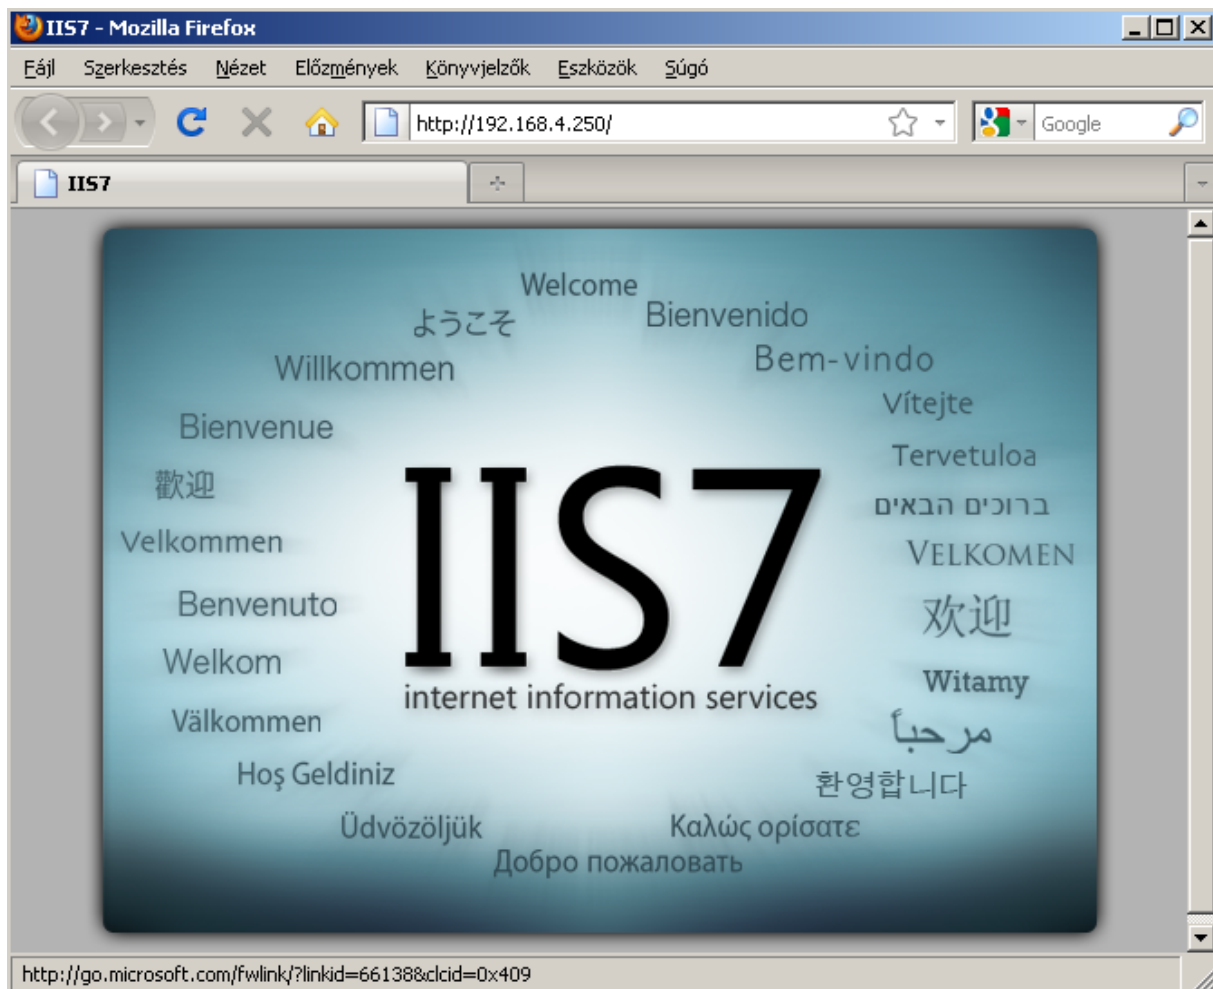 IIS7 - Mozilla Firefox
Fájl Szerkesztés Nézet Előzmények Könyvjelzők Eszközök Súgó
http://192.168.4.250/ Google
IIS7
Welcome
ようこそ
Bienvenido
Willkommen
Bem-vindo
Vítejte
Bienvenue
Tervetuloa
歡迎
ברוכים הבאים
Velkommen
VELKOMEN
Benvenuto
欢迎
IIS7
Welkom
Witamy
internet information services
Välkommen
مرحباً
Hoş Geldiniz
환영합니다
Üdvözöljük
Καλώς ορίσατε
Добро пожаловать
http://go.microsoft.com/fwlink/?linkid=66138&clcid=0x409